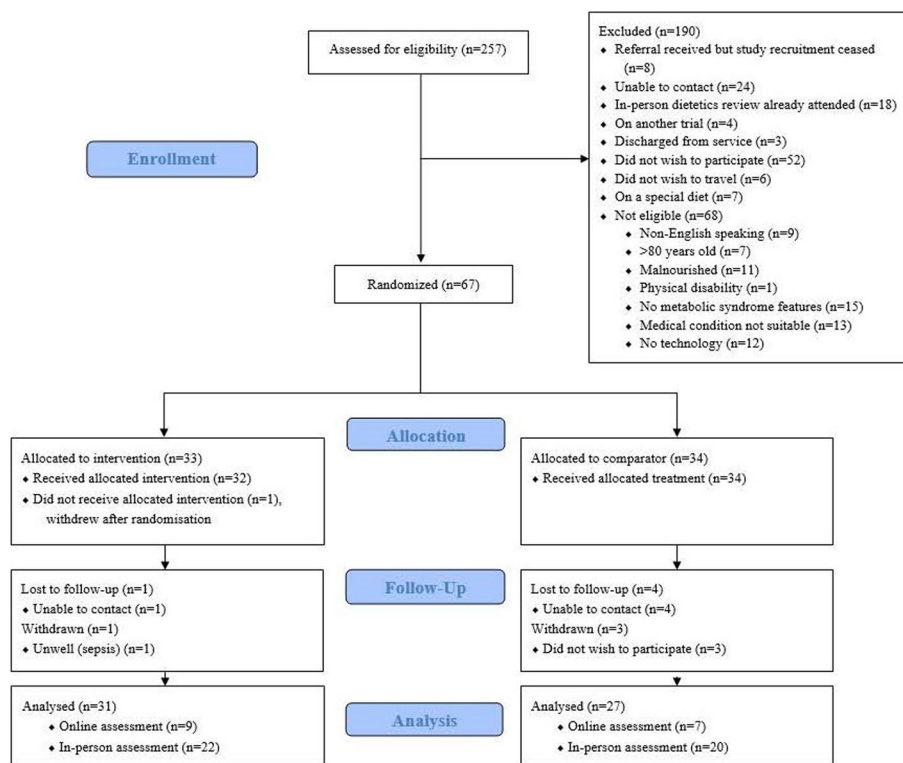 Assessed for eligibility (n=257)
Excluded (n=190)
⬥ Referral received but study recruitment ceased
(n=8)
⬥ Unable to contact (n=24)
⬥ In-person dietetics review already attended (n=18)
⬥ On another trial (n=4)
⬥ Discharged from service (n=3)
⬥ Did not wish to participate (n=52)
⬥ Did not wish to travel (n=6)
⬥ On a special diet (n=7)
⬥ Not eligible (n=68)
⬥ Non-English speaking (n=9)
⬥ >80 years old (n=7)
⬥ Malnourished (n=11)
⬥ Physical disability (n=1)
⬥ No metabolic syndrome features (n=15)
⬥ Medical condition not suitable (n=13)
⬥ No technology (n=12)
Enrollment
Randomized (n=67)
Allocation
Allocated to intervention (n=33)
⬥ Received allocated intervention (n=32)
⬥ Did not receive allocated intervention (n=1),
withdrew after randomisation
Allocated to comparator (n=34)
⬥ Received allocated treatment (n=34)
Follow-Up
Lost to follow-up (n=1)
⬥ Unable to contact (n=1)
Withdrawn (n=1)
⬥ Unwell (sepsis) (n=1)
Lost to follow-up (n=4)
⬥ Unable to contact (n=4)
Withdrawn (n=3)
⬥ Did not wish to participate (n=3)
Analysis
Analysed (n=31)
⬥ Online assessment (n=9)
⬥ In-person assessment (n=22)
Analysed (n=27)
⬥ Online assessment (n=7)
⬥ In-person assessment (n=20)